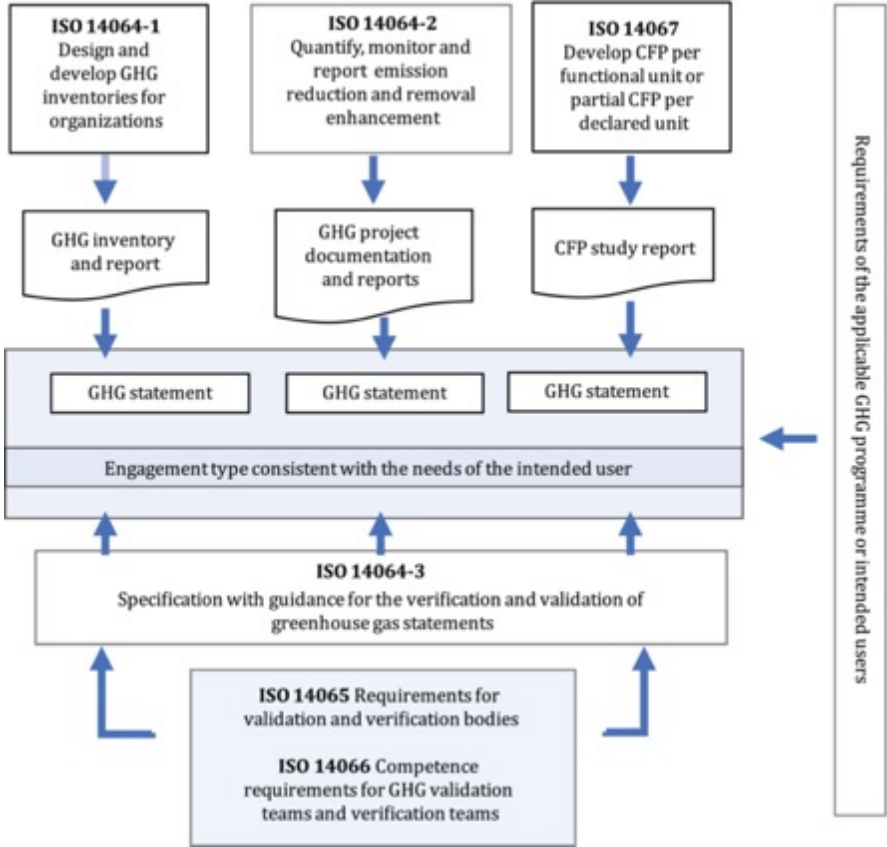 ISO 14064-1
Design and
develop GHG
inventories for
organizations
ISO 14064-2
Quantify, monitor and
report emission
reduction and removal
enhancement
ISO 14067
Develop CFP per
functional unit or
partial CFP per
declared unit
GHG inventory
and report
GHG project
documentation
and reports
CFP study report
GHG statement
GHG statement
GHG statement
Engagement type consistent with the needs of the intended user
ISO 14064-3
Specification with guidance for the verification and validation of
greenhouse gas statements
ISO 14065 Requirements for
validation and verification bodies
ISO 14066 Competence
requirements for GHG validation
teams and verification teams
Requirements of the applicable GHG programme or intended users